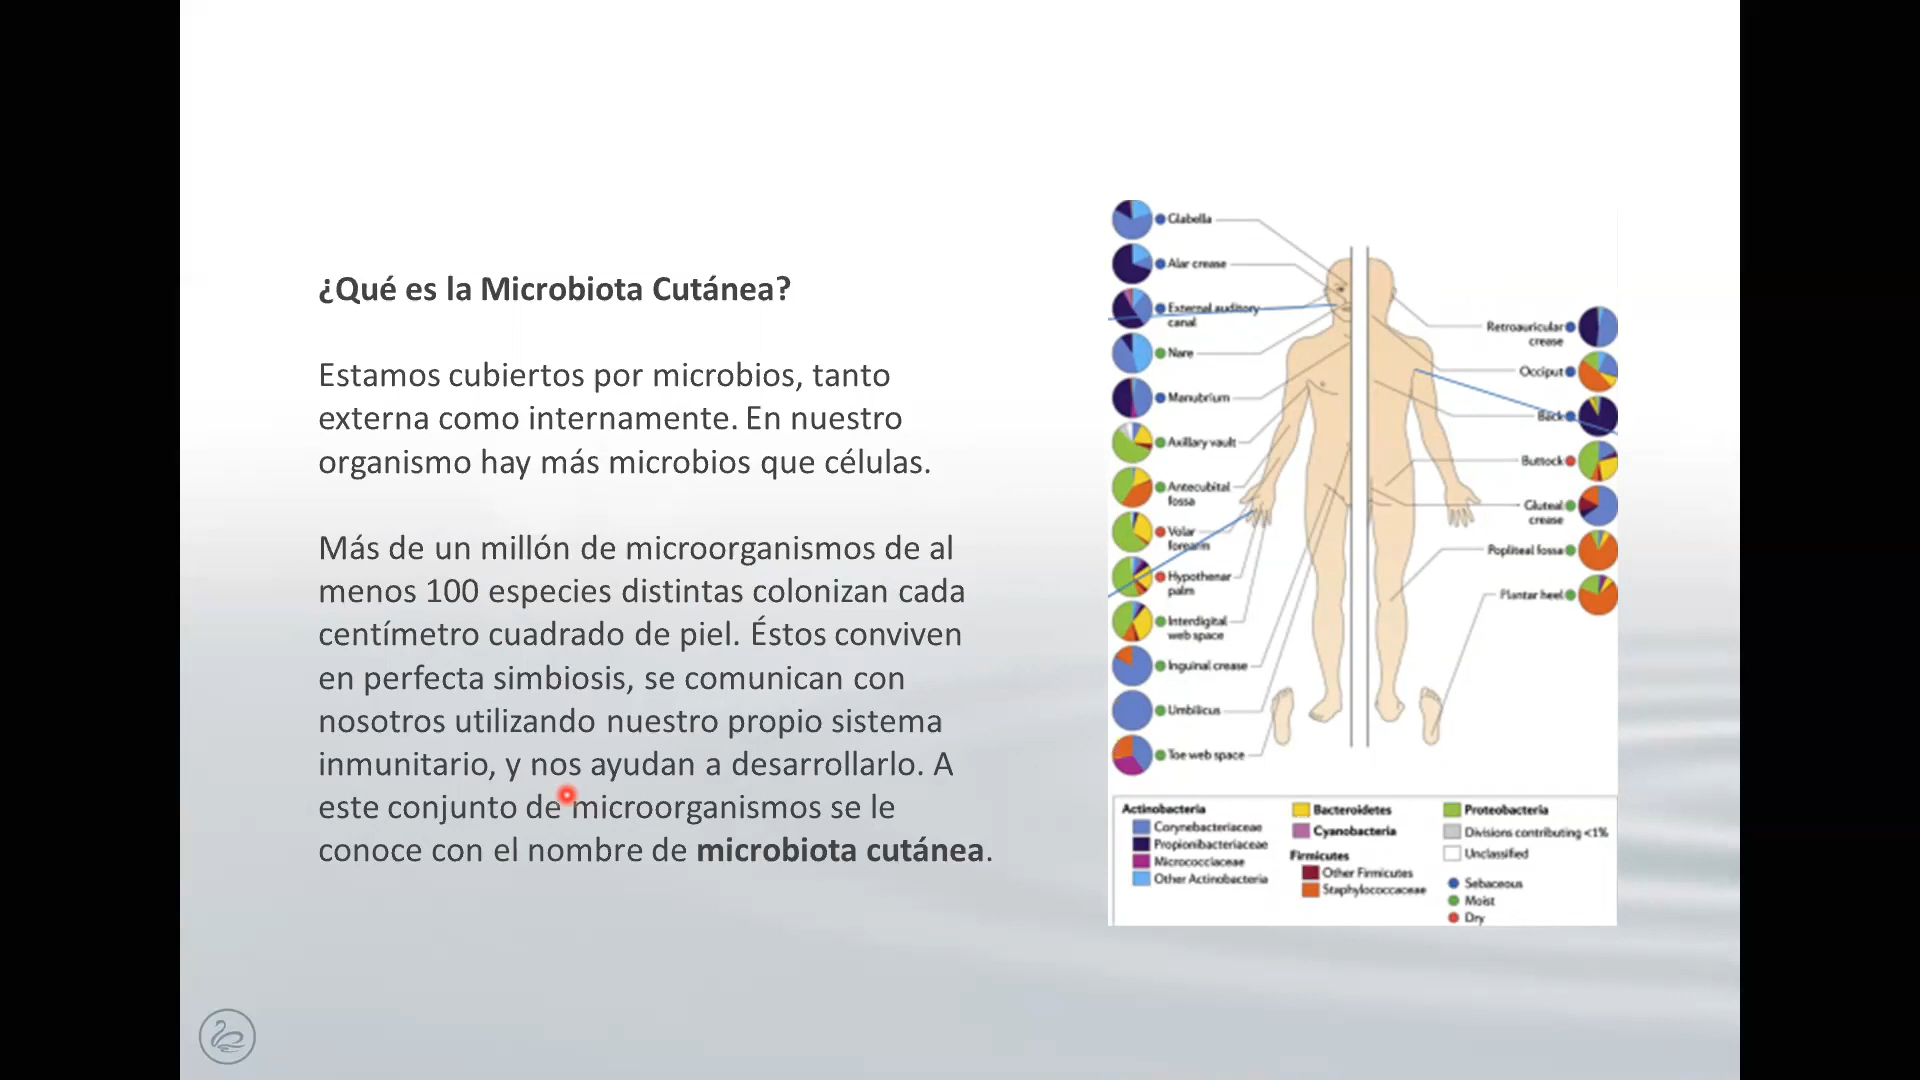 ¿Qué es la Microbiota Cutánea?
Estamos cubiertos por microbios, tanto
externa como internamente. En nuestro
organismo hay más microbios que células.
Más de un millón de microorganismos de al
menos 100 especies distintas colonizan cada
centímetro cuadrado de piel. Éstos conviven
en perfecta simbiosis, se comunican con
nosotros utilizando nuestro propio sistema
inmunitario, y nos ayudan a desarrollarlo. A
este conjunto de microorganismos se le
conoce con el nombre de microbiota cutánea.
Glabella
Alar crease
External auditory
canal
Nare
Manubrium
Axillary vault
Antecubital
fossa
Volar
forearm
Hypothenar
palm
Interdigital
web space
Inguinal crease
Umbilicus
Toe web space
Retroauricular
crease
Occiput
Back
Buttock
Gluteal
crease
Popliteal fossa
Plantar heel
Actinobacteria
Corynebacteriaceae
Propionibacteriaceae
Micrococciaceae
Other Actinobacteria
Bacteroidetes
Cyanobacteria
Firmicutes
Other Firmicutes
Staphylococcaceae
Proteobacteria
Divisions contributing <1%
Unclassified
Sebaceous
Moist
Dry